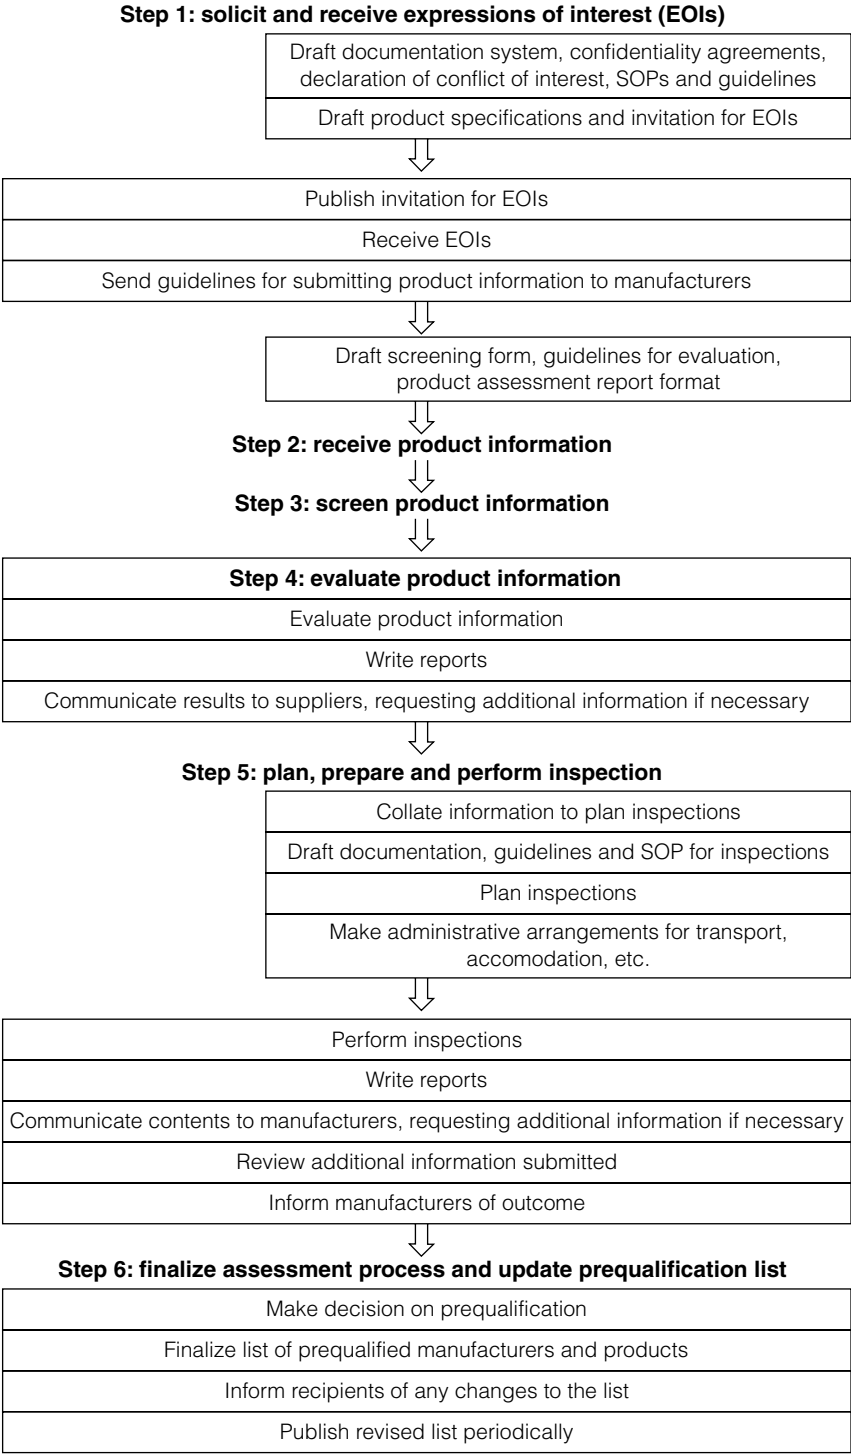 Step 1: solicit and receive expressions of interest (EOIs)
Draft documentation system, confidentiality agreements,
declaration of conflict of interest, SOPs and guidelines
Draft product specifications and invitation for EOIs
Publish invitation for EOIs
Receive EOIs
Send guidelines for submitting product information to manufacturers
Draft screening form, guidelines for evaluation,
product assessment report format
Step 2: receive product information
Step 3: screen product information
Step 4: evaluate product information
Evaluate product information
Write reports
Communicate results to suppliers, requesting additional information if necessary
Step 5: plan, prepare and perform inspection
Collate information to plan inspections
Draft documentation, guidelines and SOP for inspections
Plan inspections
Make administrative arrangements for transport,
accomodation, etc.
Perform inspections
Write reports
Communicate contents to manufacturers, requesting additional information if necessary
Review additional information submitted
Inform manufacturers of outcome
Step 6: finalize assessment process and update prequalification list
Make decision on prequalification
Finalize list of prequalified manufacturers and products
Inform recipients of any changes to the list
Publish revised list periodically